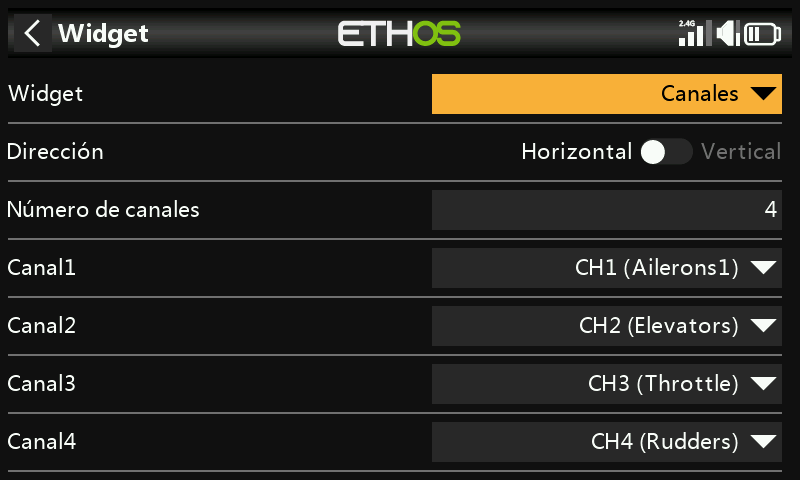 Widget
ETHOS
2.4G
Widget Canales
Dirección Horizontal Vertical
Número de canales 4
Canal1 CH1 (Ailerons1)
Canal2 CH2 (Elevators)
Canal3 CH3 (Throttle)
Canal4 CH4 (Rudders)